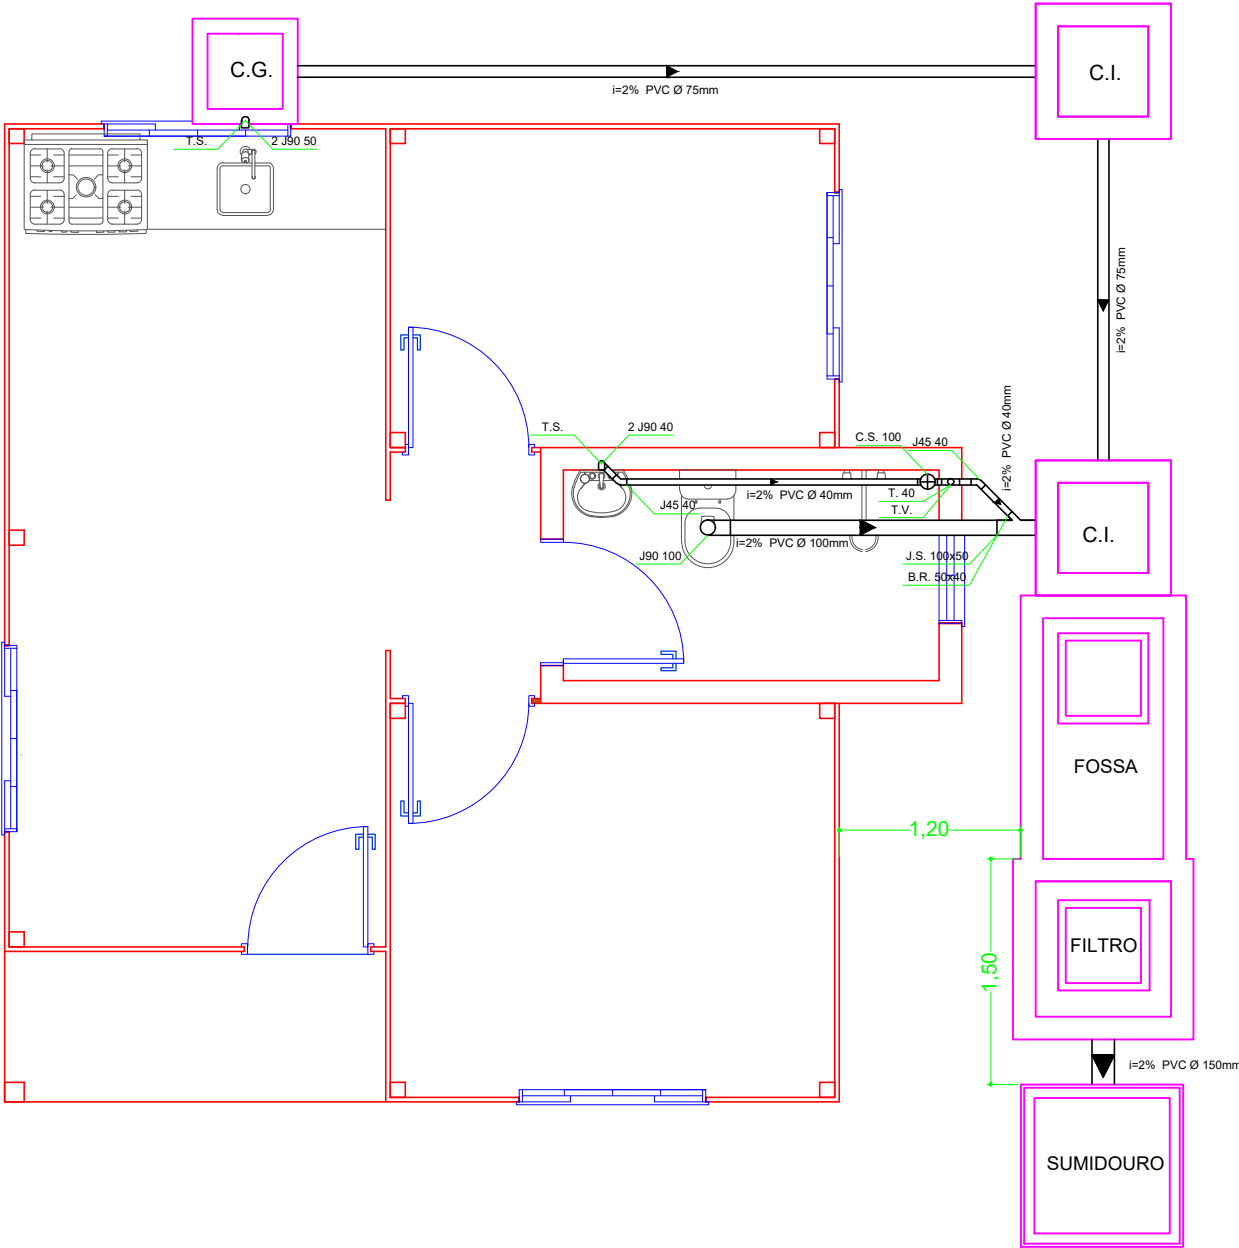 C.G.
C.I.
i=2%  PVC Ø 75mm
T.S.
2 J90 50
i=2%  PVC Ø 75mm
i=2%  PVC Ø 40mm
T.S.
2 J90 40
C.S. 100
J45 40
i=2%  PVC Ø 40mm
T. 40
J45 40
T.V.
C.I.
i=2%  PVC Ø 100mm
J90 100
J.S. 100x50
B.R. 50x40
FOSSA
1,20
FILTRO
1,50
i=2%  PVC Ø 150mm
SUMIDOURO